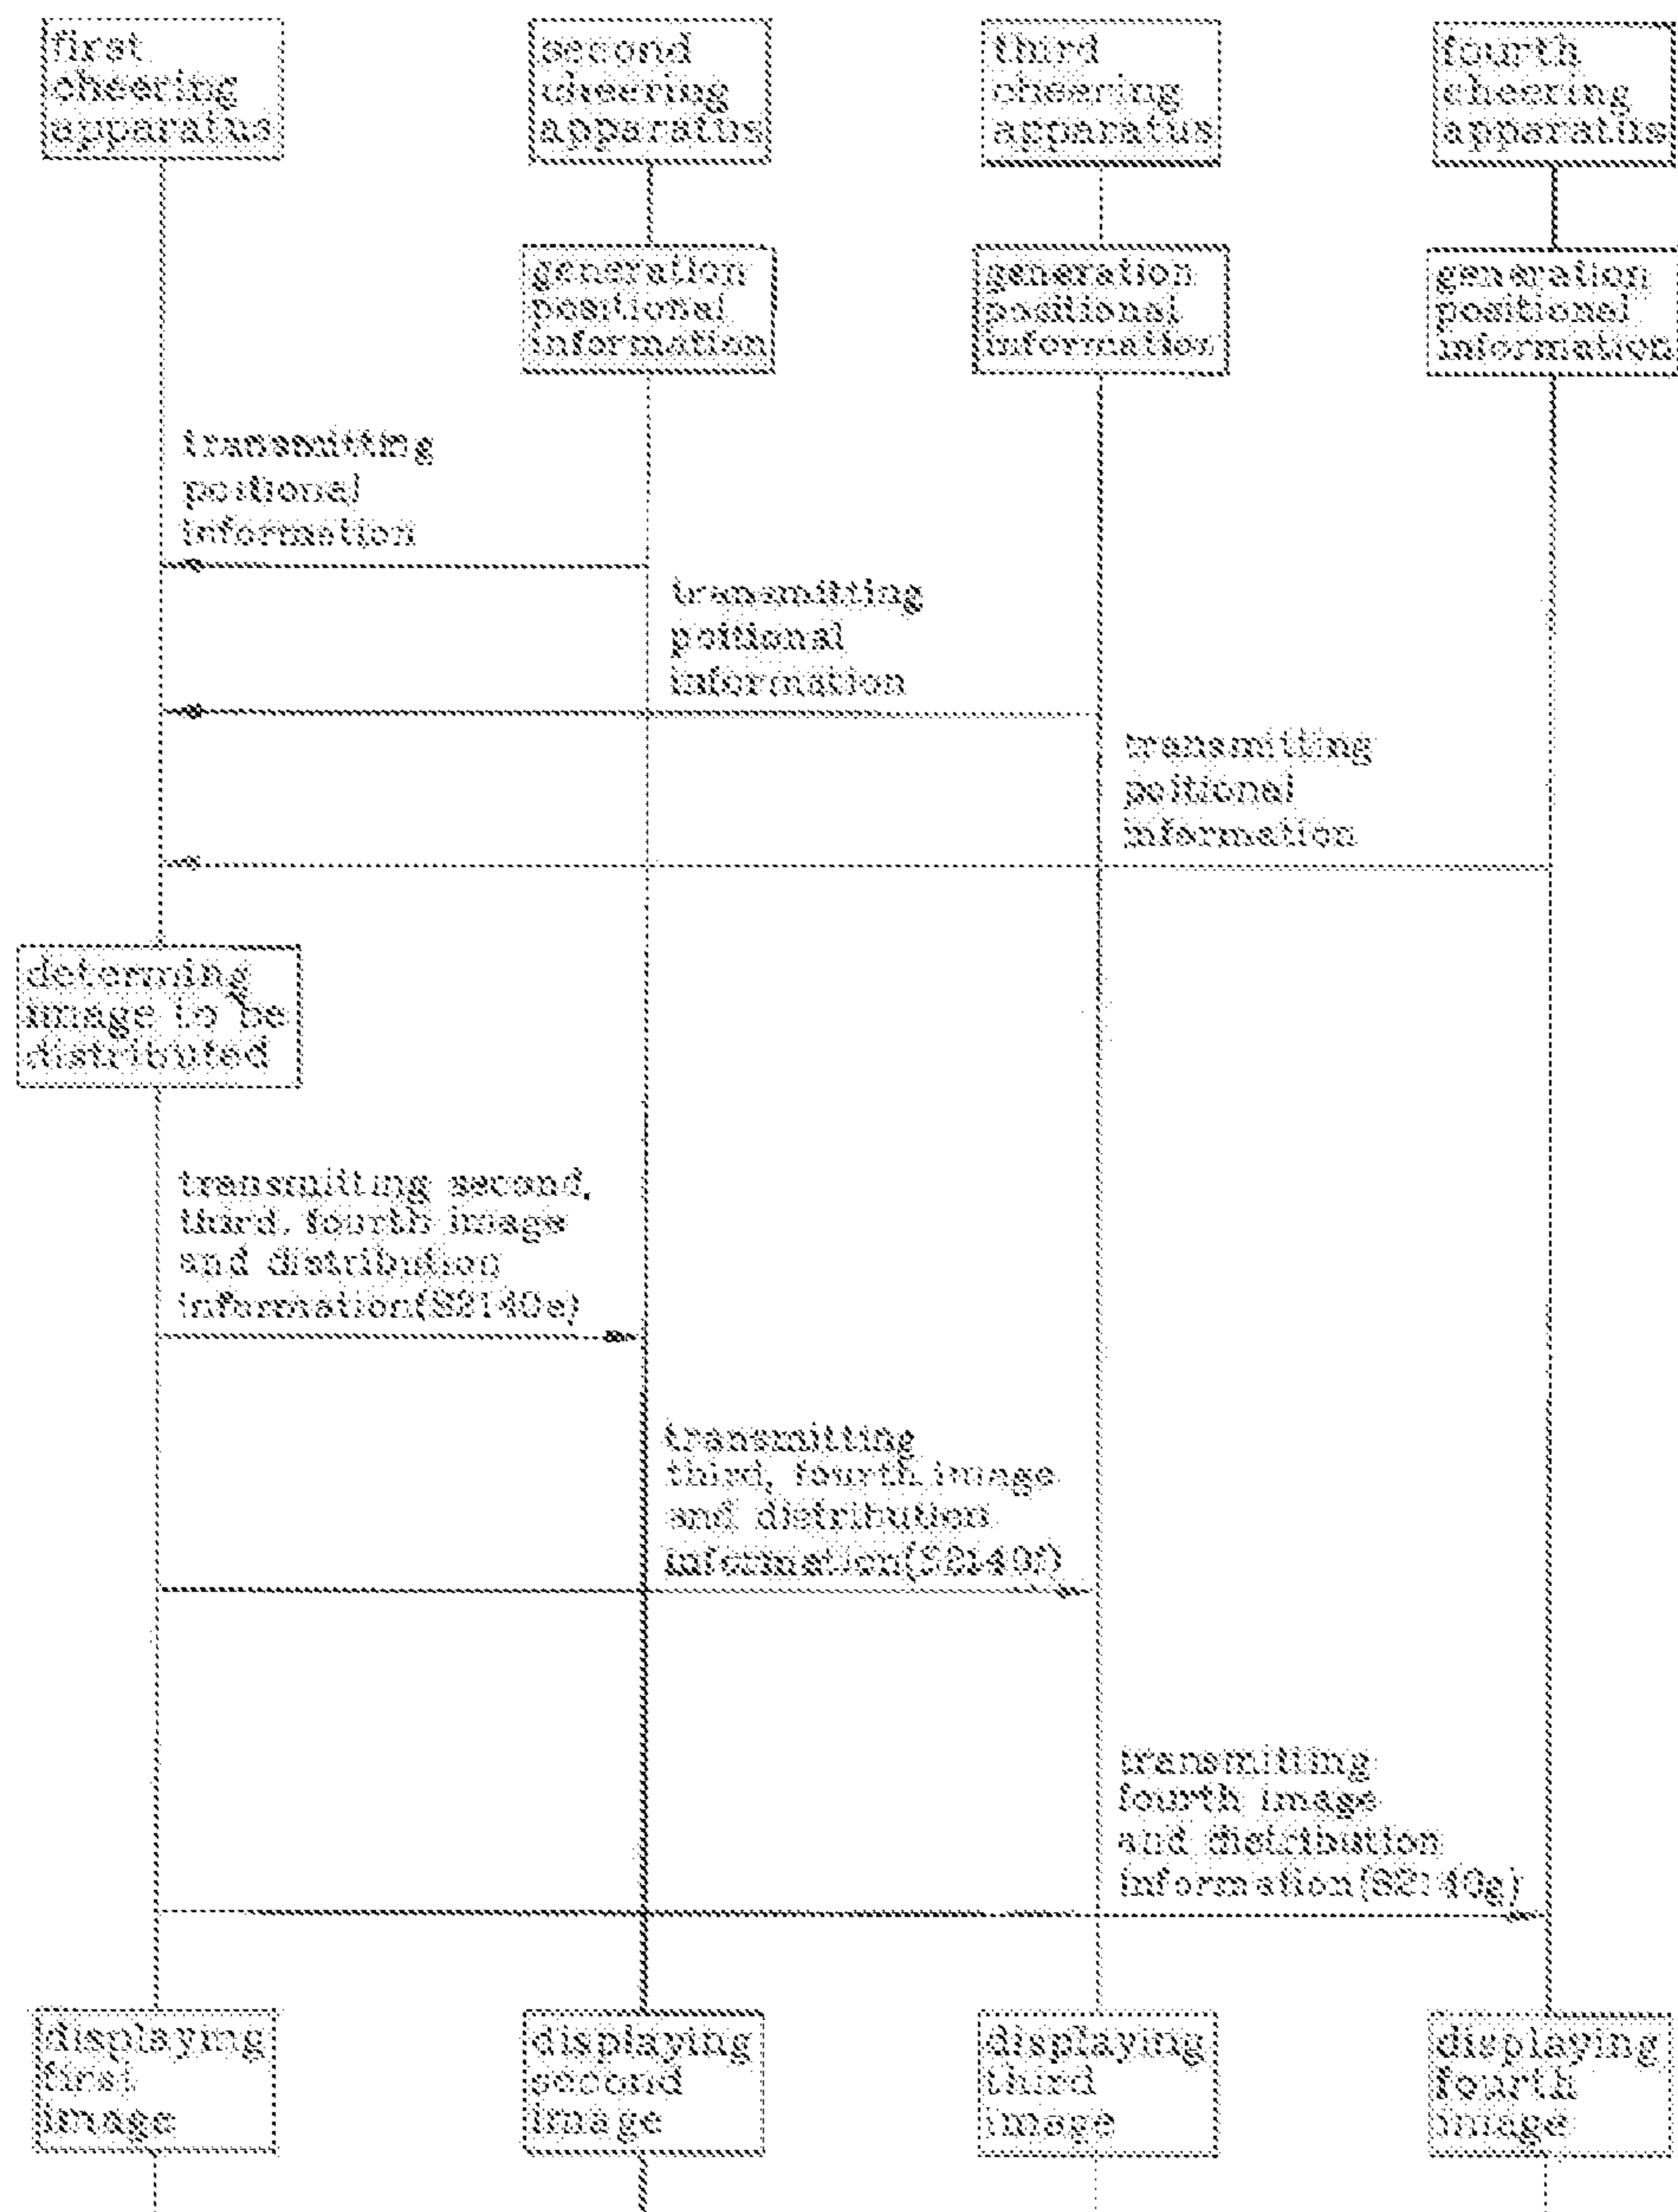 first
cheering
apparatus
second
cheering
apparatus
third
cheering
apparatus
fourth
cheering
apparatus
generation
positional
information
generation
positional
information
generation
positional
information
transmitting
poitional
information
transmitting
poitional
information
transmitting
poitional
information
determing
image to be
distributed
transmitting second,
third, fourth image
and distribution
information(S2140e)
transmitting
third, fourth image
and distribution
information(S2140f)
transmitting
fourth image
and distribution
information(S2140g)
displaying
first
image
displaying
second
image
displaying
third
image
displaying
fourth
image